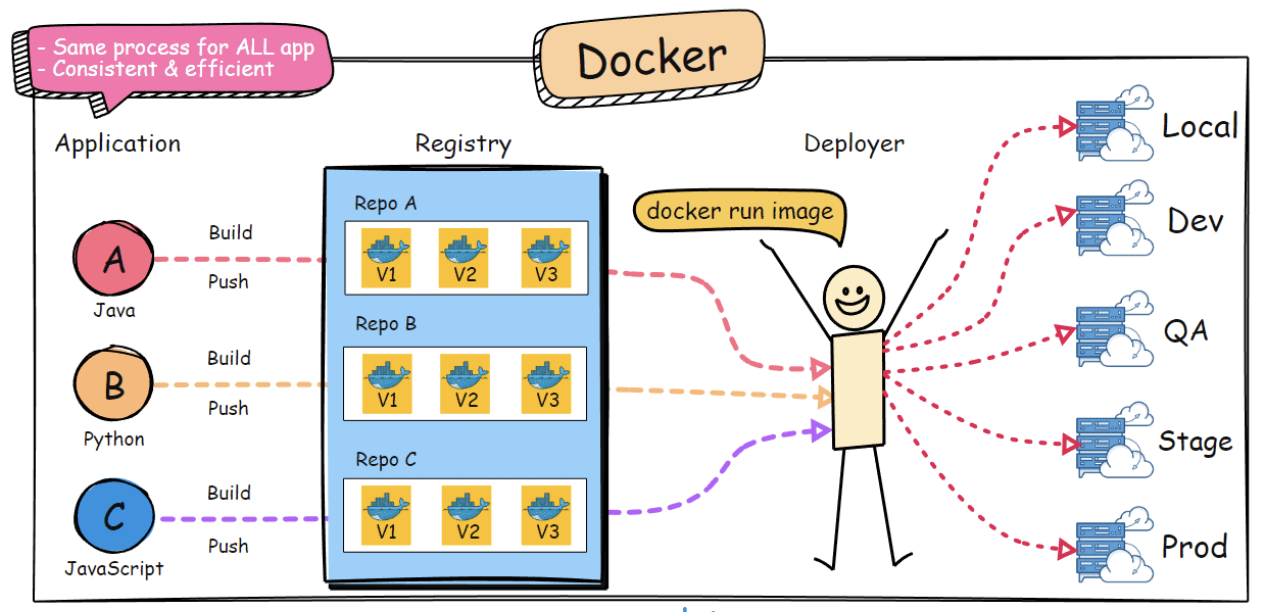 - Same process for ALL app
- Consistent & efficient
Docker
Application
Registry
Deployer
Repo A
V1 V2 V3
Repo B
V1 V2 V3
Repo C
V1 V2 V3
A
Java
Build
Push
B
Python
Build
Push
C
JavaScript
Build
Push
docker run image
Local
Dev
QA
Stage
Prod